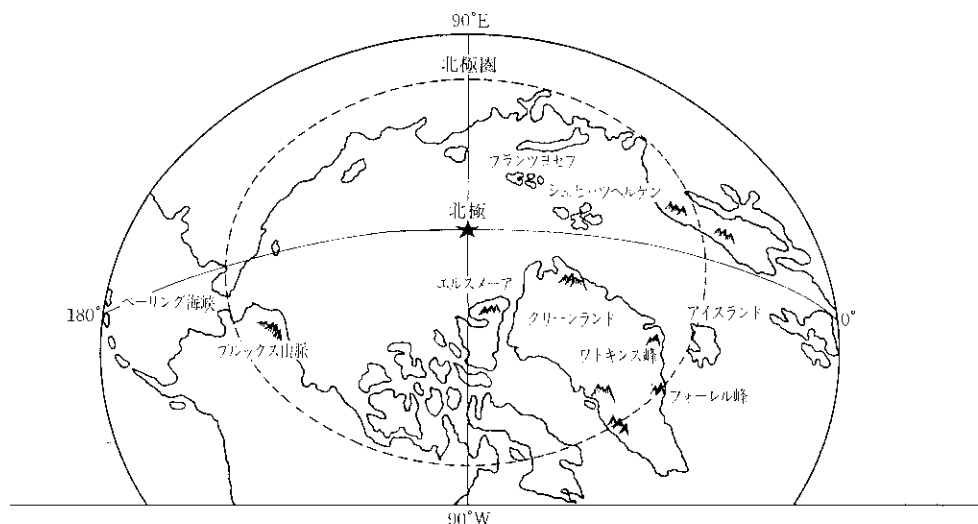 90°E
北極圏
フランツヨセフ
シュピッツベルゲン
北極
エルスメーア
ベーリング海峡
グリーンランド
アイスランド
180°
0°
ブルックス山脈
ワトキンス峰
フォーレル峰
90°W